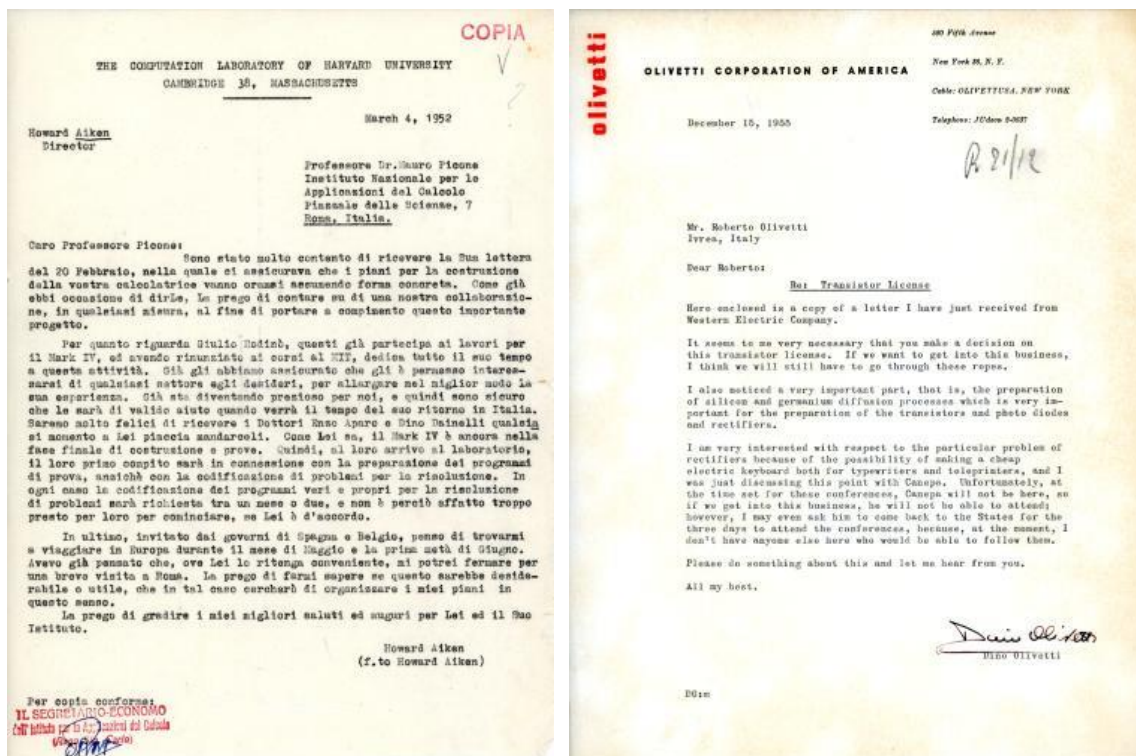 COPIA
THE COMPUTATION LABORATORY OF HARVARD UNIVERSITY
CAMBRIDGE 38, MASSACHUSETTS
March 4, 1952
Howard Aiken
Director
Professore Dr.Mauro Picone
Instituto Nazionale per le
Applicazioni del Calcolo
Piazzale delle Scienze, 7
Roma, Italia.
Caro Professore Picone:
Sono stato molto contento di ricevere la Sua lettera
del 20 Febbraio, nella quale ci assicurava che i piani per la costruzione
della vostra calcolatrice vanno oramai assumendo forma concreta. Come già
ebbi occasione di dirLe, La prego di contare su di una nostra collaborazio-
ne, in qualsiasi misura, al fine di portare a compimento questo importante
progetto.
Per quanto riguarda Giulio Rodinò, questi già partecipa ai lavori per
il Mark IV, ed avendo rinunziato ai corsi al MIT, dedica tutto il suo tempo
a questa attività. Già gli abbiamo assicurato che gli è permesso interes-
sarsi di qualsiasi settore egli desideri, per allargare nel miglior modo la
sua esperienza. Già sta diventando prezioso per noi, e quindi sono sicuro
che le sarà di valido aiuto quando verrà il tempo del suo ritorno in Italia.
Saremo molto felici di ricevere i Dottori Enzo Aparo e Dino Dainelli qualsia
si momento a Lei piaccia mandarceli. Come Lei sa, il Mark IV è ancora nella
fase finale di costruzione e prove. Quindi, al loro arrivo al laboratorio,
il loro primo compito sarà in connessione con la preparazione dei programmi
di prova, anzichè con la codificazione di problemi per la risoluzione. In
ogni caso la codificazione dei programmi veri e propri per la risoluzione
di problemi sarà richiesta tra un mese o due, e non è perciò affatto troppo
presto per loro per cominciare, se Lei è d'accordo.
In ultimo, invitato dai governi di Spagna e Belgio, penso di trovarmi
a viaggiare in Europa durante il mese di Maggio e la prima metà di Giugno.
Avevo già pensato che, ove Lei lo ritenga conveniente, mi potrei fermare per
una breve visita a Roma. La prego di farmi sapere se questo sarebbe deside-
rabile o utile, che in tal caso cercherò di organizzare i miei piani in
questo senso.
La prego di gradire i miei migliori saluti ed auguri per Lei ed il Suo
Istituto.
Howard Aiken
(f.to Howard Aiken)
Per copia conforme:
IL SEGRETARIO-ECONOMO
olivetti
OLIVETTI CORPORATION OF AMERICA
580 Fifth Avenue
New York 36, N. Y.
Cable: OLIVETTUSA, NEW YORK
Telephone: JUdson
December 15, 1955
R 21/12
Mr. Roberto Olivetti
Ivrea, Italy
Dear Roberto:
Re: Transistor License
Here enclosed is a copy of a letter I have just received from
Western Electric Company.
It seems to me very necessary that you make a decision on
this transistor license. If we want to get into this business,
I think we will still have to go through these ropes.
I also noticed a very important part, that is, the preparation
of silicon and germanium diffusion processes which is very im-
portant for the preparation of the transistors and photo diodes
and rectifiers.
I am very interested with respect to the particular problem of
rectifiers because of the possibility of making a cheap
electric keyboard both for typewriters and teleprinters, and I
was just discussing this point with Canepa. Unfortunately, at
the time set for these conferences, Canepa will not be here, so
if we get into this business, he will not be able to attend;
however, I may even ask him to come back to the States for the
three days to attend the conferences, because, at the moment, I
don't have anyone else here who would be able to follow them.
Please do something about this and let me hear from you.
All my best.
Dino Olivetti
Dino Olivetti
DG:m